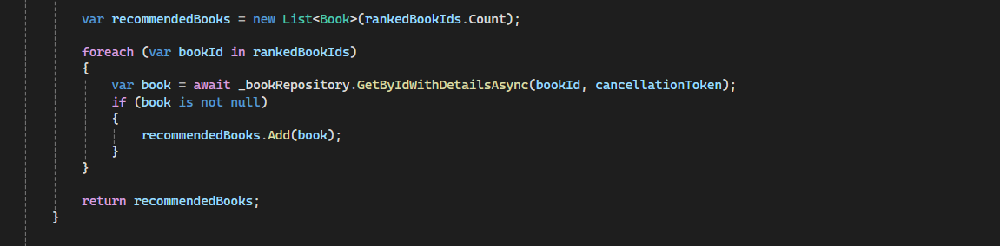 var recommendedBooks = new List<Book>(rankedBookIds.Count);
foreach (var bookId in rankedBookIds)
{
var book = await _bookRepository.GetByIdWithDetailsAsync(bookId, cancellationToken);
if (book is not null)
{
recommendedBooks.Add(book);
}
}
return recommendedBooks;
}